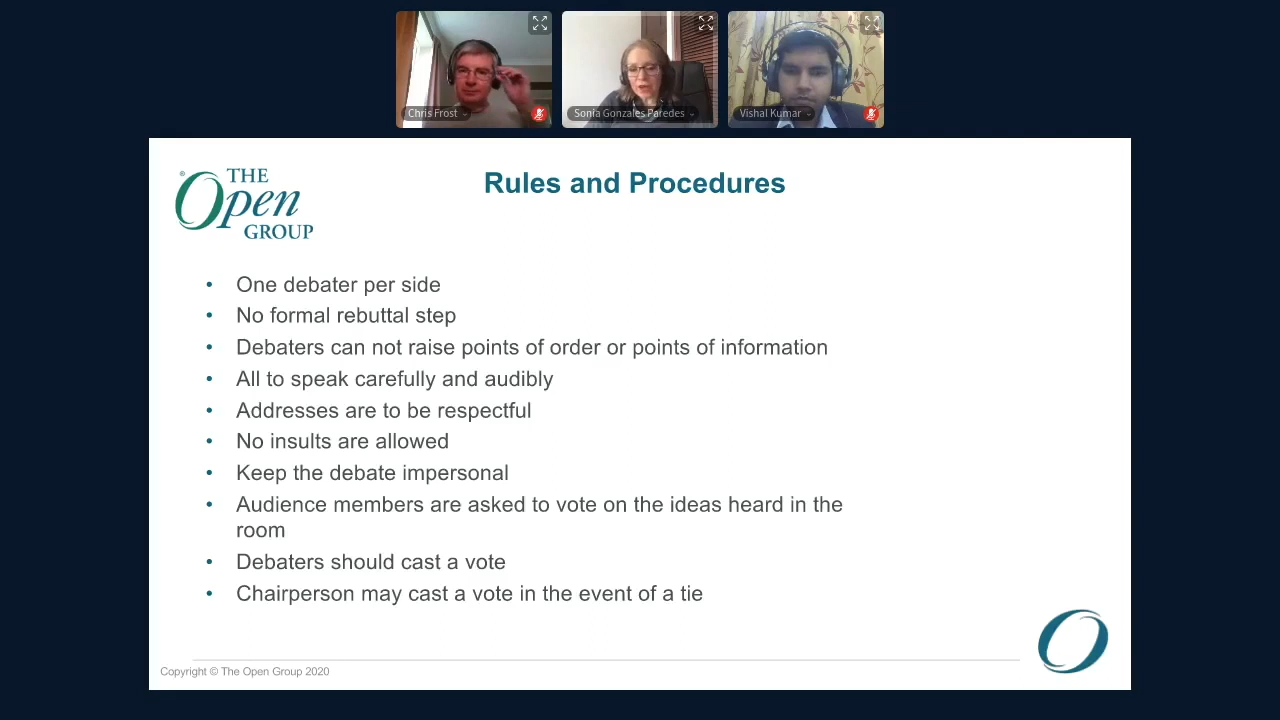 Chris Frost
Sonia Gonzales Paredes
Vishal Kumar
® THE
Open
GROUP
Rules and Procedures
• One debater per side
• No formal rebuttal step
• Debaters can not raise points of order or points of information
• All to speak carefully and audibly
• Addresses are to be respectful
• No insults are allowed
• Keep the debate impersonal
• Audience members are asked to vote on the ideas heard in the
room
• Debaters should cast a vote
• Chairperson may cast a vote in the event of a tie
Copyright © The Open Group 2020